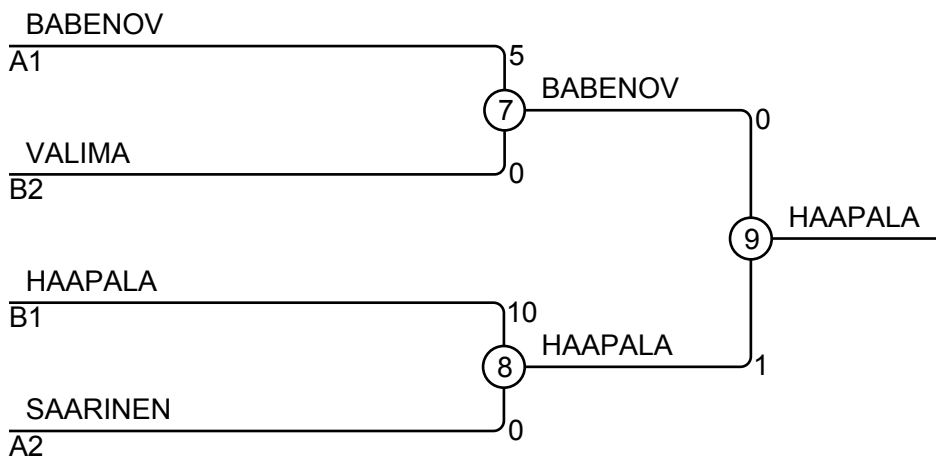 BABENOV
A1
5
7
BABENOV
0
VALIMA
B2
0
9
HAAPALA
HAAPALA
B1
10
8
HAAPALA
1
SAARINEN
A2
0